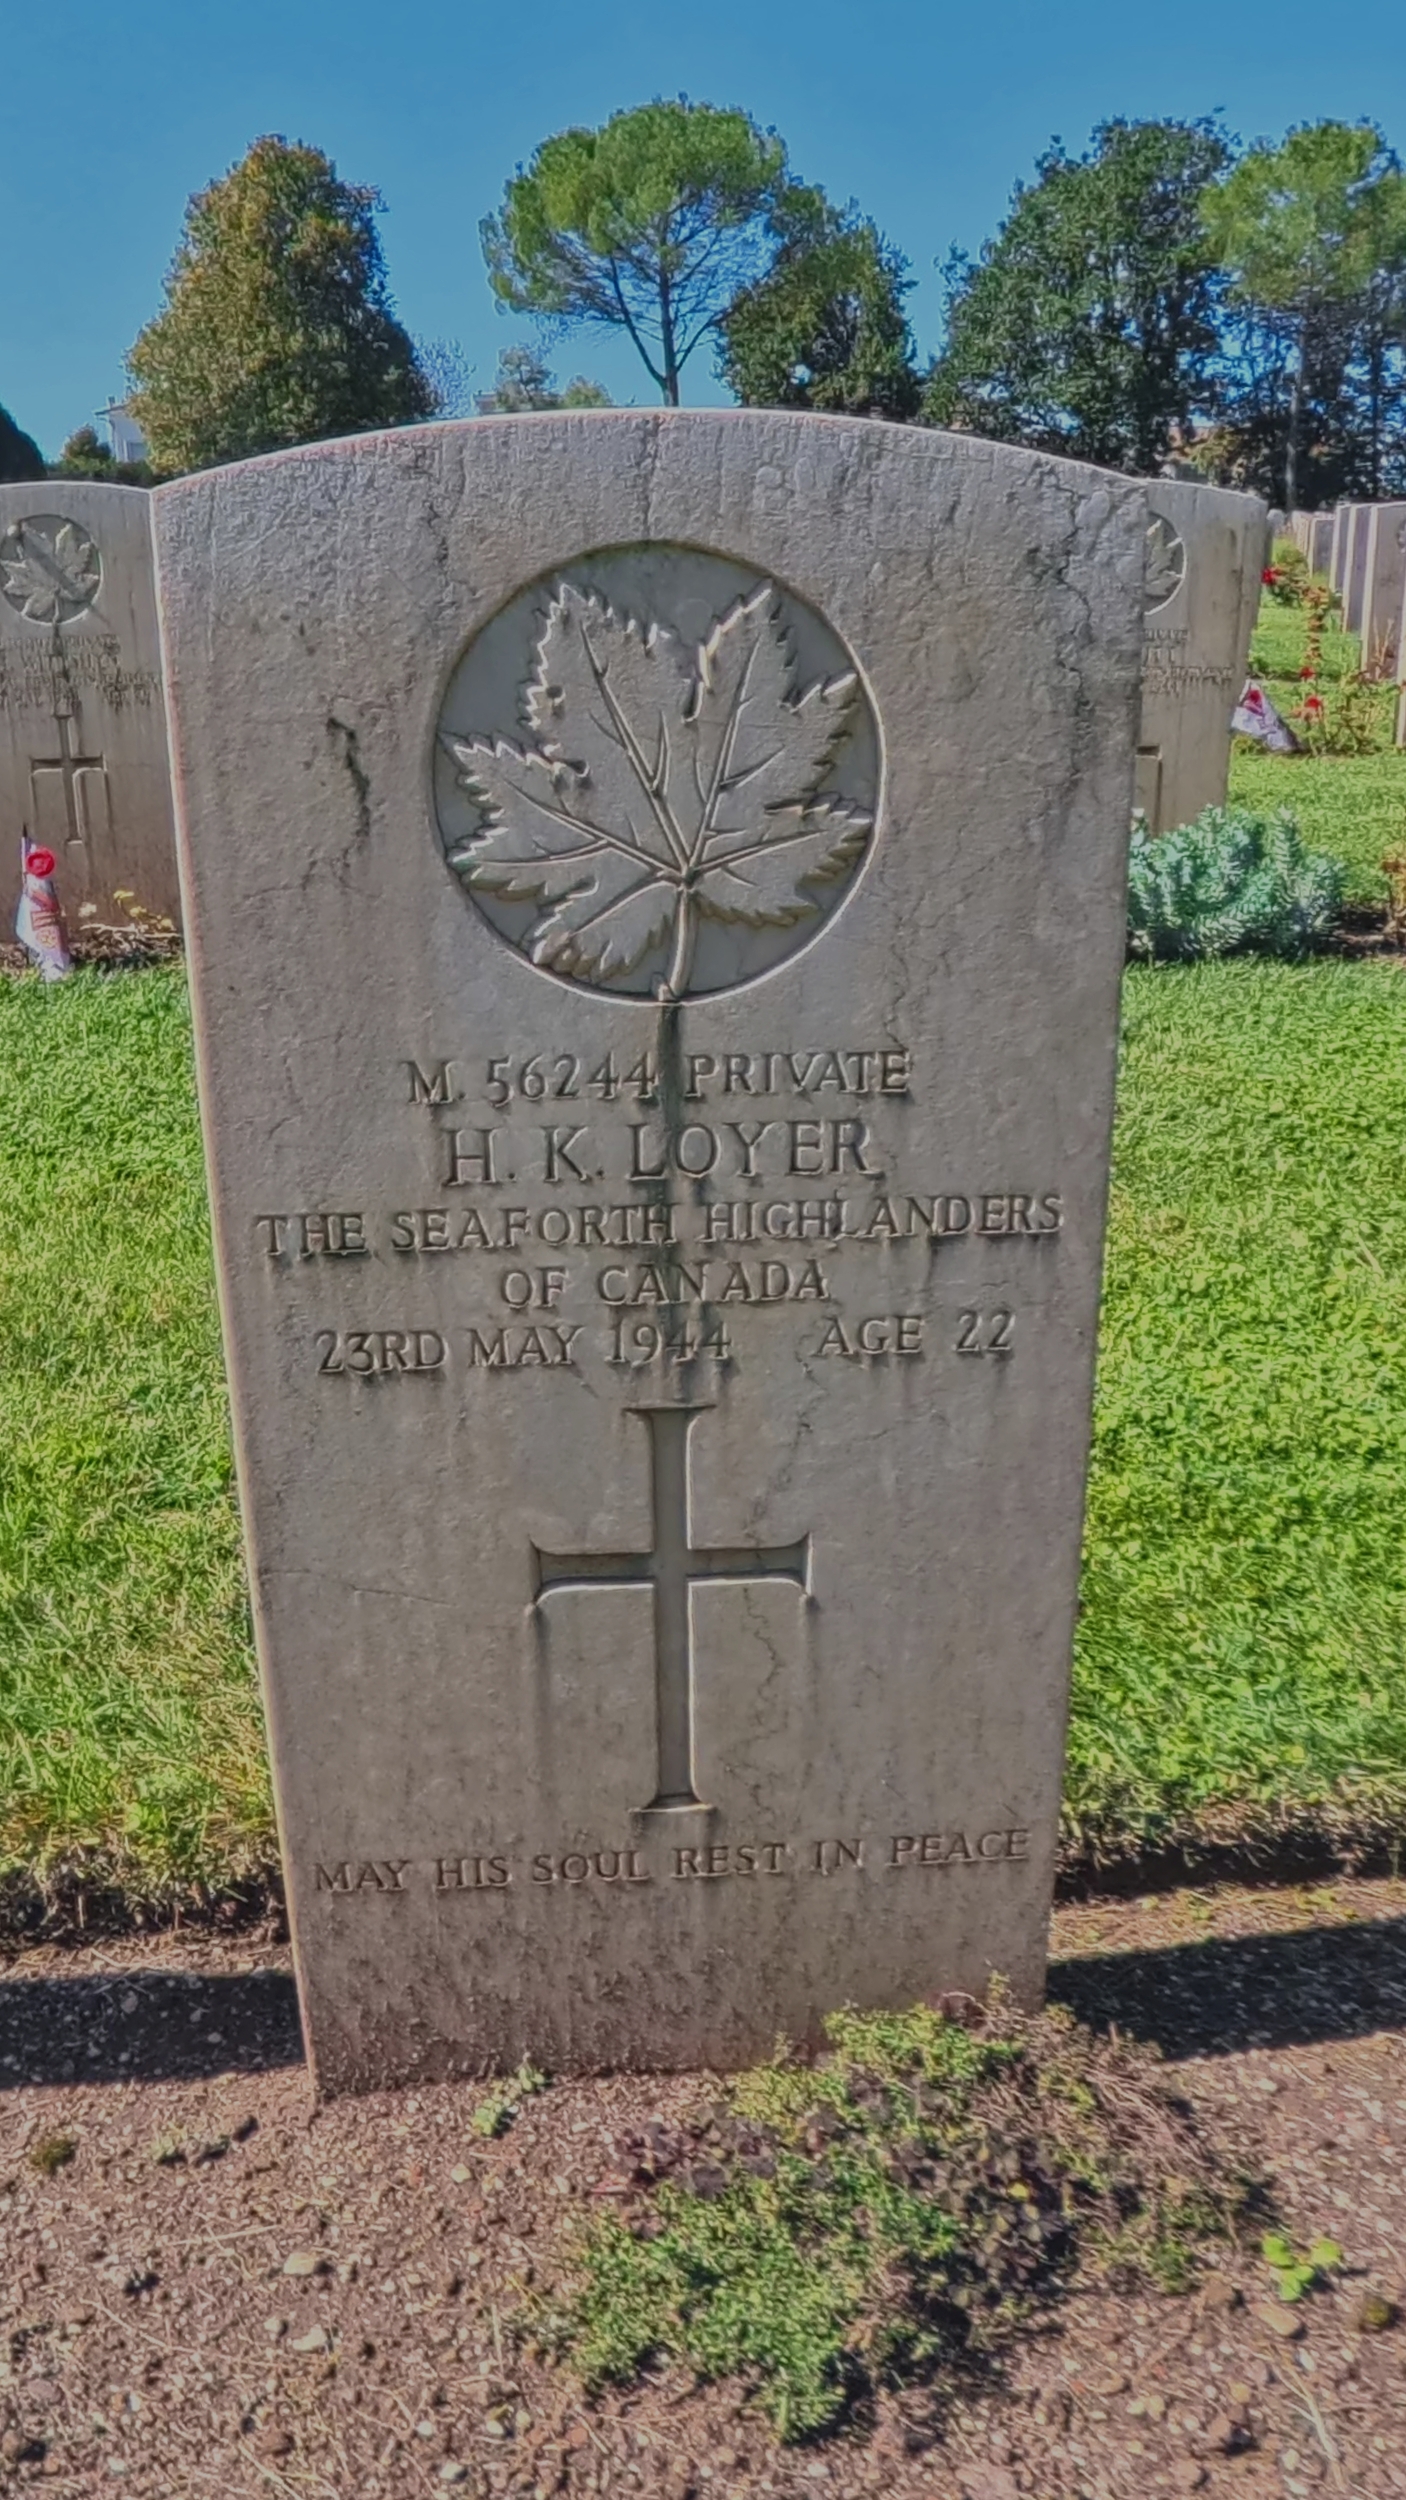 M. 56244 PRIVATE
H. K. LOYER
THE SEAFORTH HIGHLANDERS
OF CANADA
23RD MAY 1944 AGE 22
MAY HIS SOUL REST IN PEACE